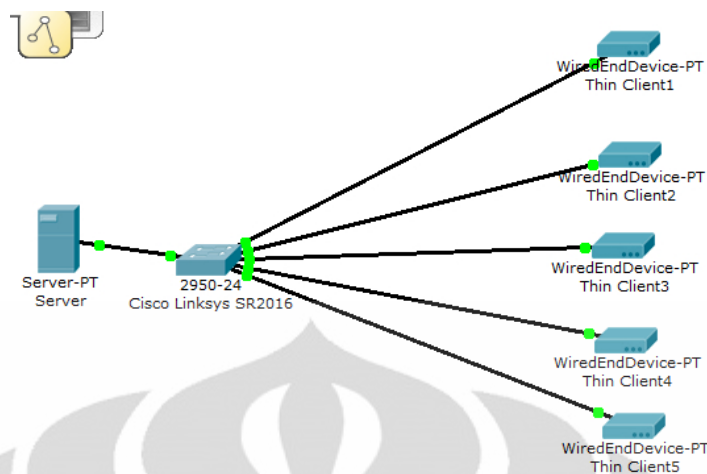 WiredEndDevice-PT
Thin Client1
WiredEndDevice-PT
Thin Client2
Server-PT
Server
2950-24
Cisco Linksys SR2016
WiredEndDevice-PT
Thin Client3
WiredEndDevice-PT
Thin Client4
WiredEndDevice-PT
Thin Client5